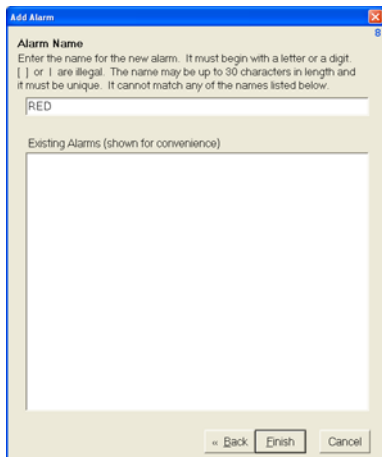 Add Alarm
8
Alarm Name
Enter the name for the new alarm. It must begin with a letter or a digit.
[ ] or | are illegal. The name may be up to 30 characters in length and
it must be unique. It cannot match any of the names listed below.
RED
Existing Alarms (shown for convenience)
« Back
Finish
Cancel